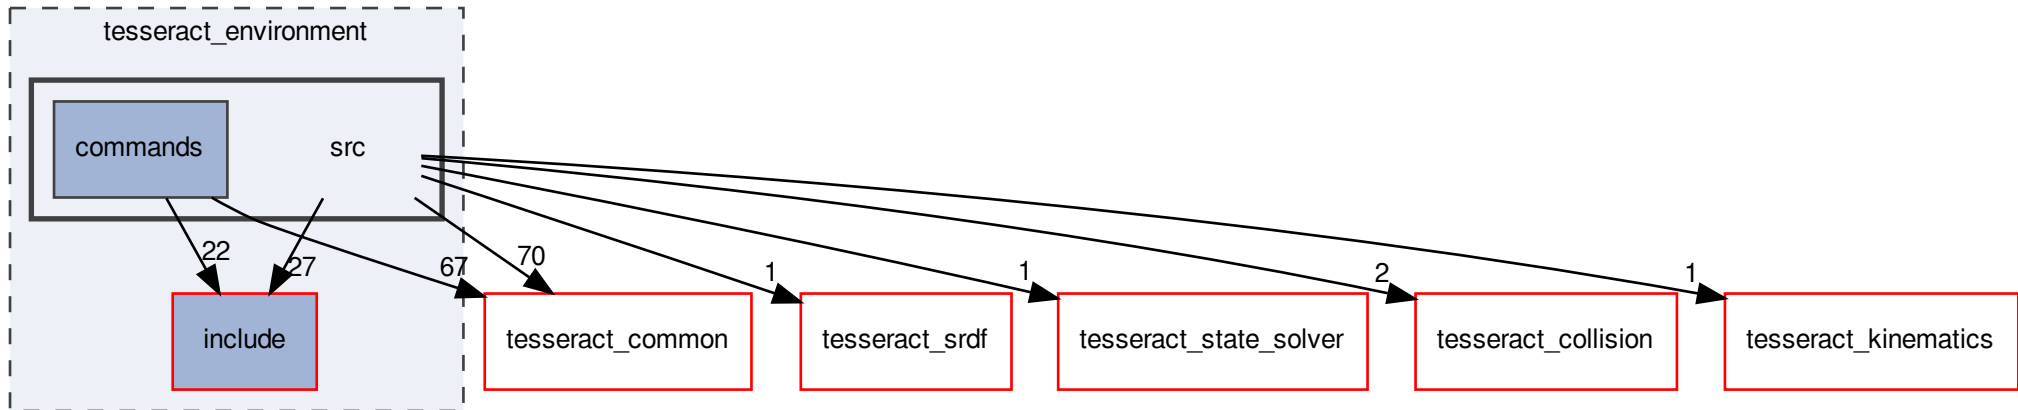 tesseract_environment
commands
src
22
27
67
70
1
1
2
1
include
tesseract_common
tesseract_srdf
tesseract_state_solver
tesseract_collision
tesseract_kinematics